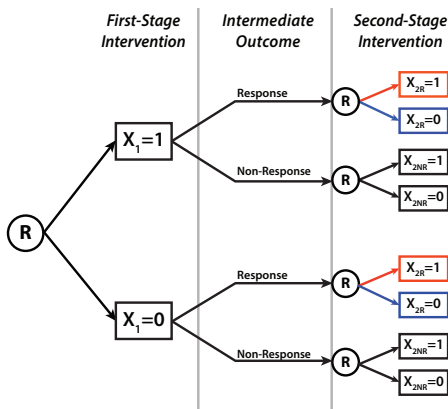 First-Stage
Intervention
Intermediate
Outcome
Second-Stage
Intervention
R
X1=1
Response
R
X2R=1
X2R=0
Non-Response
R
X2NR=1
X2NR=0
X1=0
Response
R
X2R=1
X2R=0
Non-Response
R
X2NR=1
X2NR=0